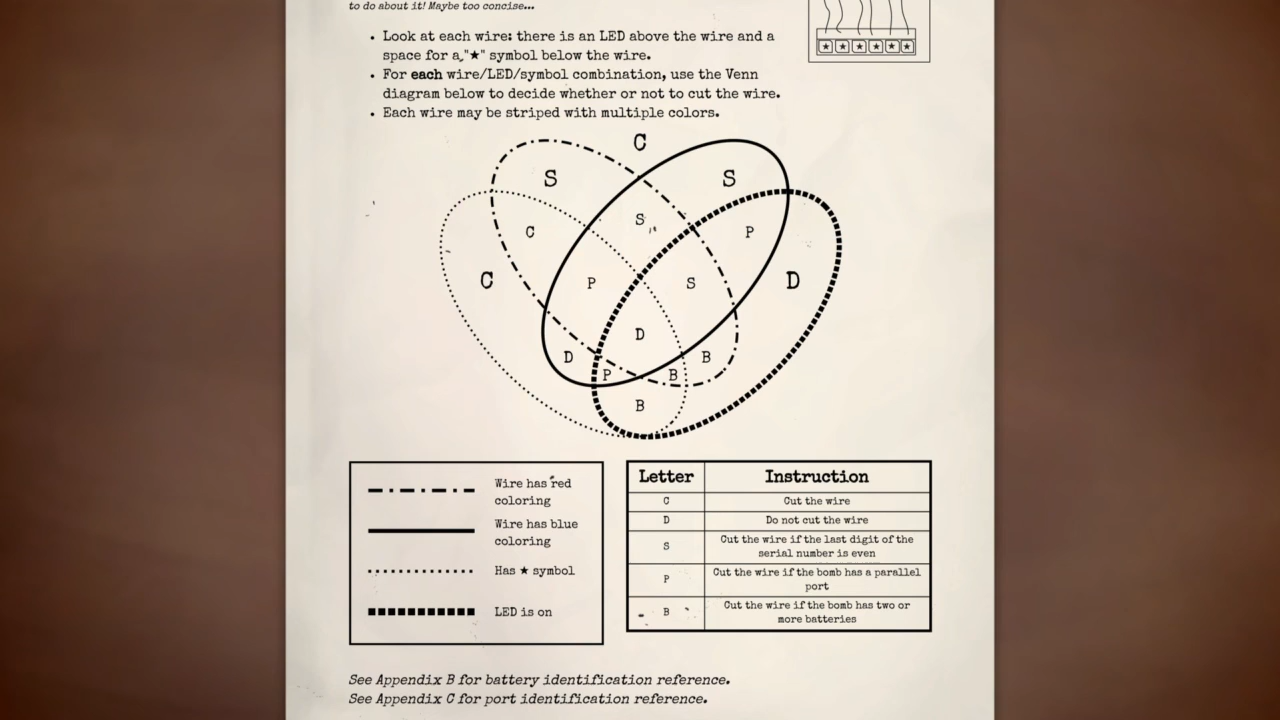 to do about it! Maybe too concise...
• Look at each wire: there is an LED above the wire and a
space for a "★" symbol below the wire.
• For each wire/LED/symbol combination, use the Venn
diagram below to decide whether or not to cut the wire.
• Each wire may be striped with multiple colors.
★ ★ ★ ★ ★ ★
C
S S
S
C P
C P S D
D
D B
P B
B
Wire has red
coloring
Wire has blue
coloring
Has ★ symbol
LED is on
Letter Instruction
C Cut the wire
D Do not cut the wire
S Cut the wire if the last digit of the
serial number is even
P Cut the wire if the bomb has a parallel
port
B Cut the wire if the bomb has two or
more batteries
See Appendix B for battery identification reference.
See Appendix C for port identification reference.